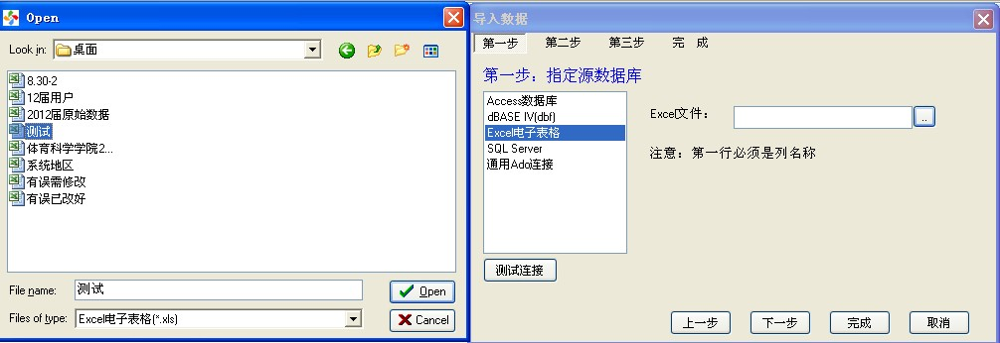 Open
Look in:
桌面
8.30-2
12届用户
2012届原始数据
测试
体育科学学院2...
系统地区
有误需修改
有误已改好
File name:
测试
Open
Files of type:
Excel电子表格(*.xls)
Cancel
导入数据
第一步 第二步 第三步 完 成
第一步：指定源数据库
Access数据库
dBASE IV(dbf)
Excel电子表格
SQL Server
通用Ado连接
Excel文件：
..
注意：第一行必须是列名称
测试连接
上一步 下一步 完成 取消